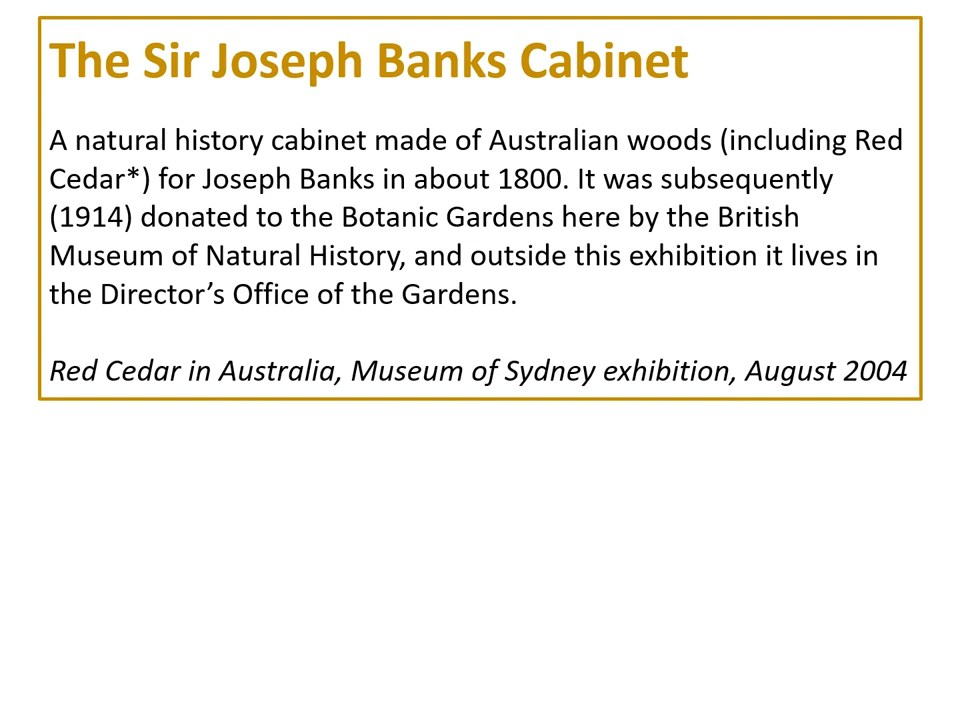 The Sir Joseph Banks Cabinet
A natural history cabinet made of Australian woods (including Red
Cedar*) for Joseph Banks in about 1800. It was subsequently
(1914) donated to the Botanic Gardens here by the British
Museum of Natural History, and outside this exhibition it lives in
the Director’s Office of the Gardens.
Red Cedar in Australia, Museum of Sydney exhibition, August 2004